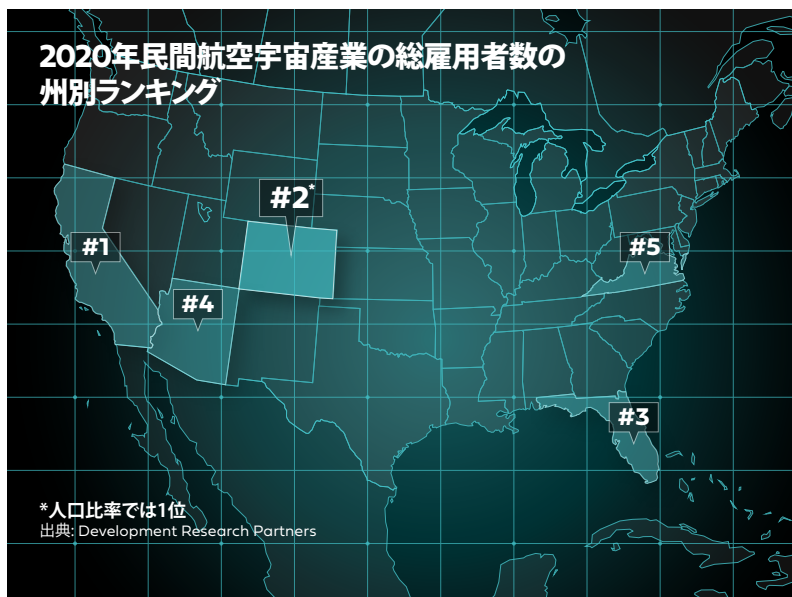 2020年民間航空宇宙産業の総雇用者数の
州別ランキング
#2*
#1
#5
#4
#3
*人口比率では1位
出典: Development Research Partners